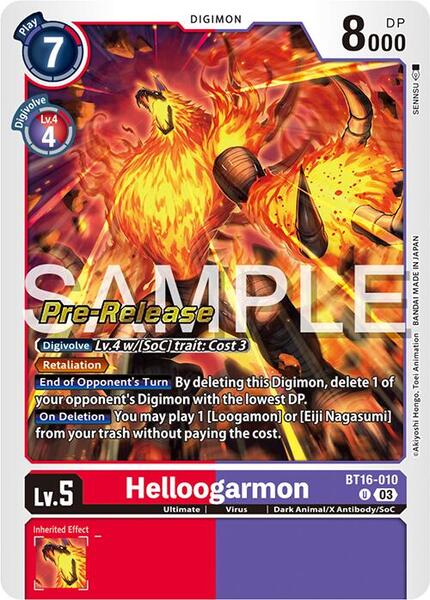 Play
7
DIGIMON
DP
8000
Digivolve
Lv.4
4
SENNSU
SAMPLE
Pre-Release
Digivolve Lv.4 w/[SoC] trait: Cost 3
Retaliation
End of Opponent's Turn By deleting this Digimon, delete 1 of
your opponent's Digimon with the lowest DP.
On Deletion You may play 1 [Loogamon] or [Eiji Nagasumi]
from your trash without paying the cost.
©Akiyoshi Hongo, Toei Animation BANDAI MADE IN JAPAN
Lv.5
Helloogarmon
BT16-010
U 03
Ultimate | Virus | Dark Animal/X Antibody/SoC
Inherited Effect
—